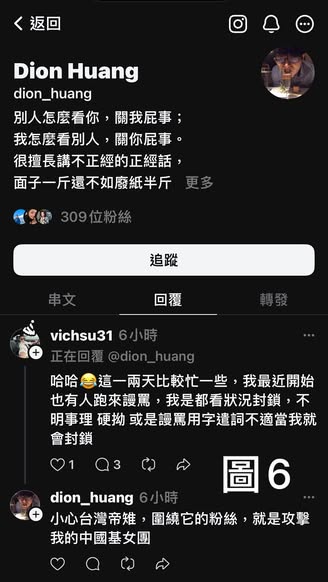 返回
Dion Huang
dion_huang
別人怎麼看你，關我屁事；
我怎麼看別人，關你屁事。
很擅長講不正經的正經話，
面子一斤還不如廢紙半斤 更多
309位粉絲
追蹤
串文 回覆 轉發
vichsu31 6小時
正在回覆 @dion_huang
哈哈😂這一兩天比較忙一些，我最近開始
也有人跑來謾罵，我是都看狀況封鎖，不
明事理 硬拗 或是謾罵用字遣詞不適當我就
會封鎖
1 3
圖6
dion_huang 6小時
小心台灣帝雉，圍繞它的粉絲，就是攻擊
我的中國基女團